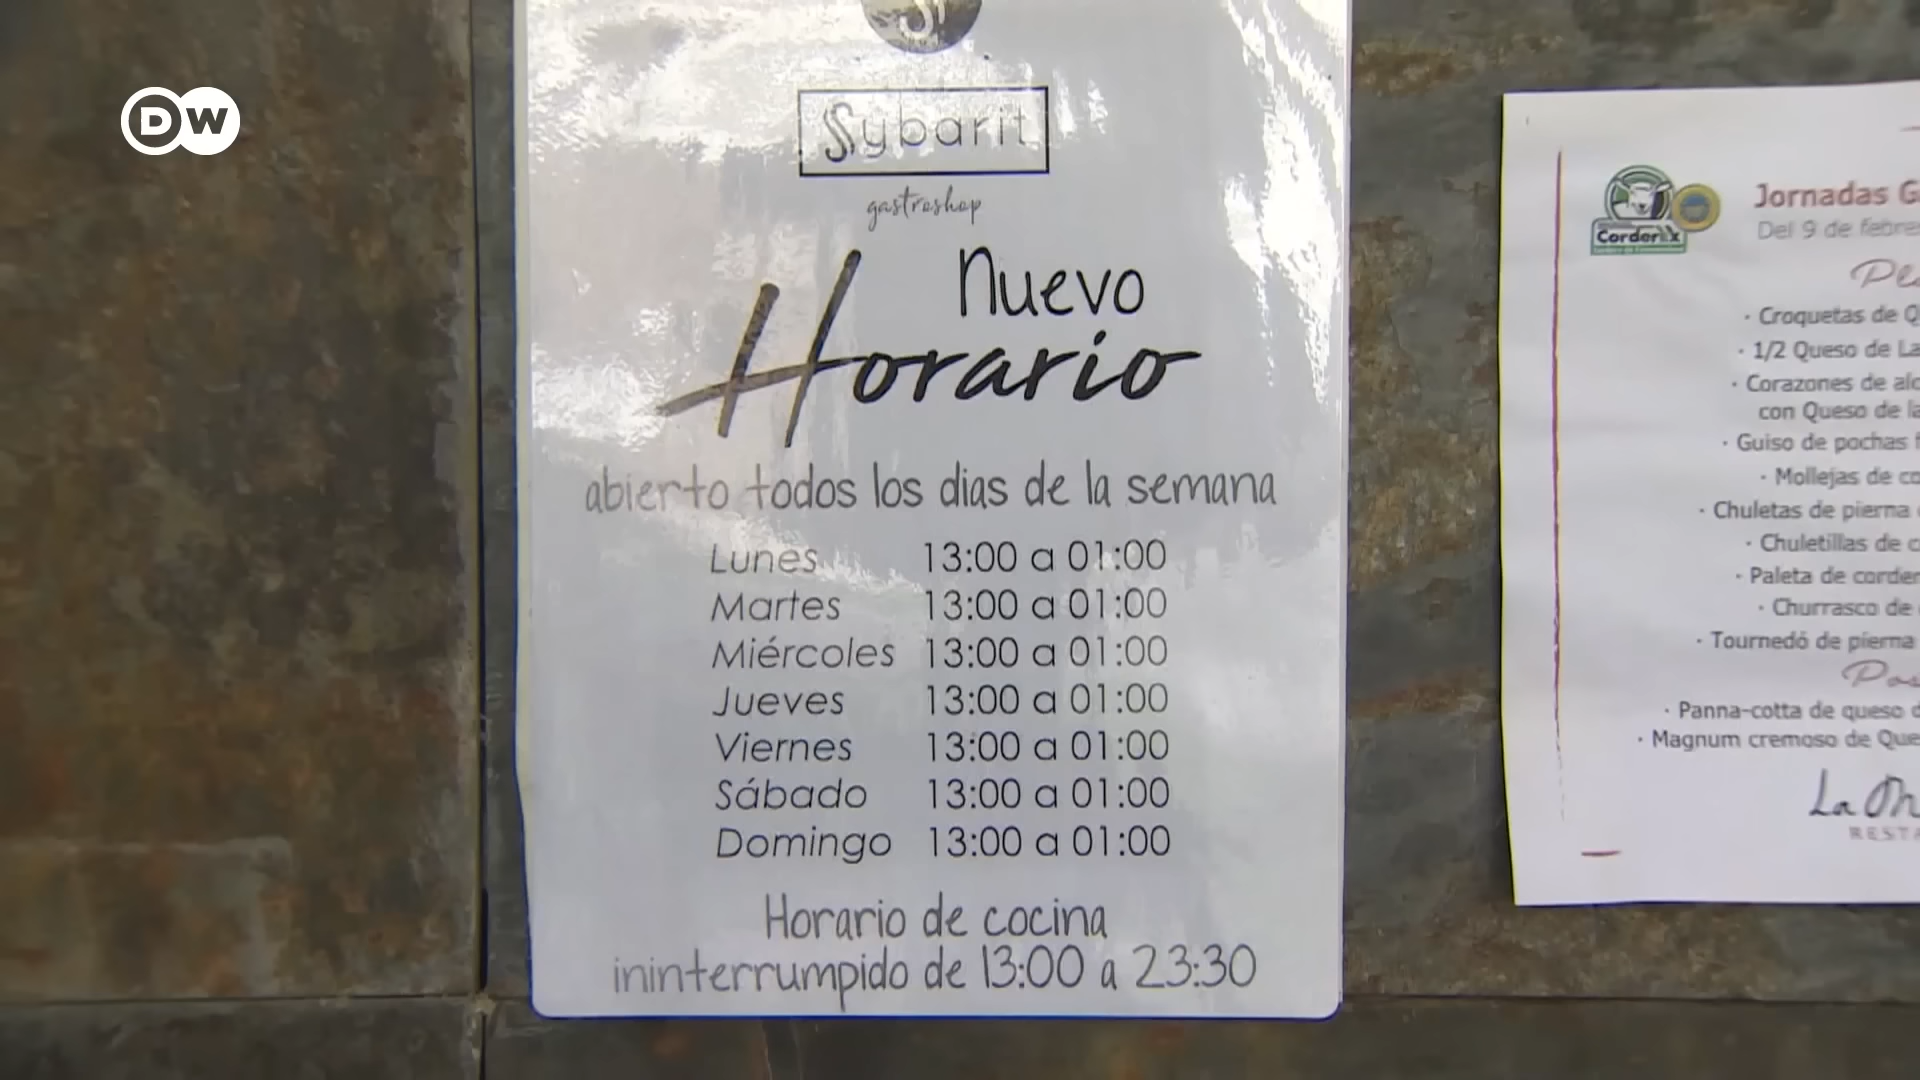 DW
Sybarit
gastroshop
Nuevo
Horario
abierto todos los dias de la semana
Lunes 13:00 a 01:00
Martes 13:00 a 01:00
Miércoles 13:00 a 01:00
Jueves 13:00 a 01:00
Viernes 13:00 a 01:00
Sábado 13:00 a 01:00
Domingo 13:00 a 01:00
Horario de cocina
ininterrumpido de 13:00 a 23:30
Jornadas
Del 9 de
· Croquetas de
· 1/2 Queso de
· Corazones de
con Queso de
· Guiso de pochas
· Mollejas de
· Chuletas de pierna
· Chuletillas de
· Paleta de
· Churrasco de
· Tournedó de pierna
· Panna-cotta de queso
· Magnum cremoso de
La